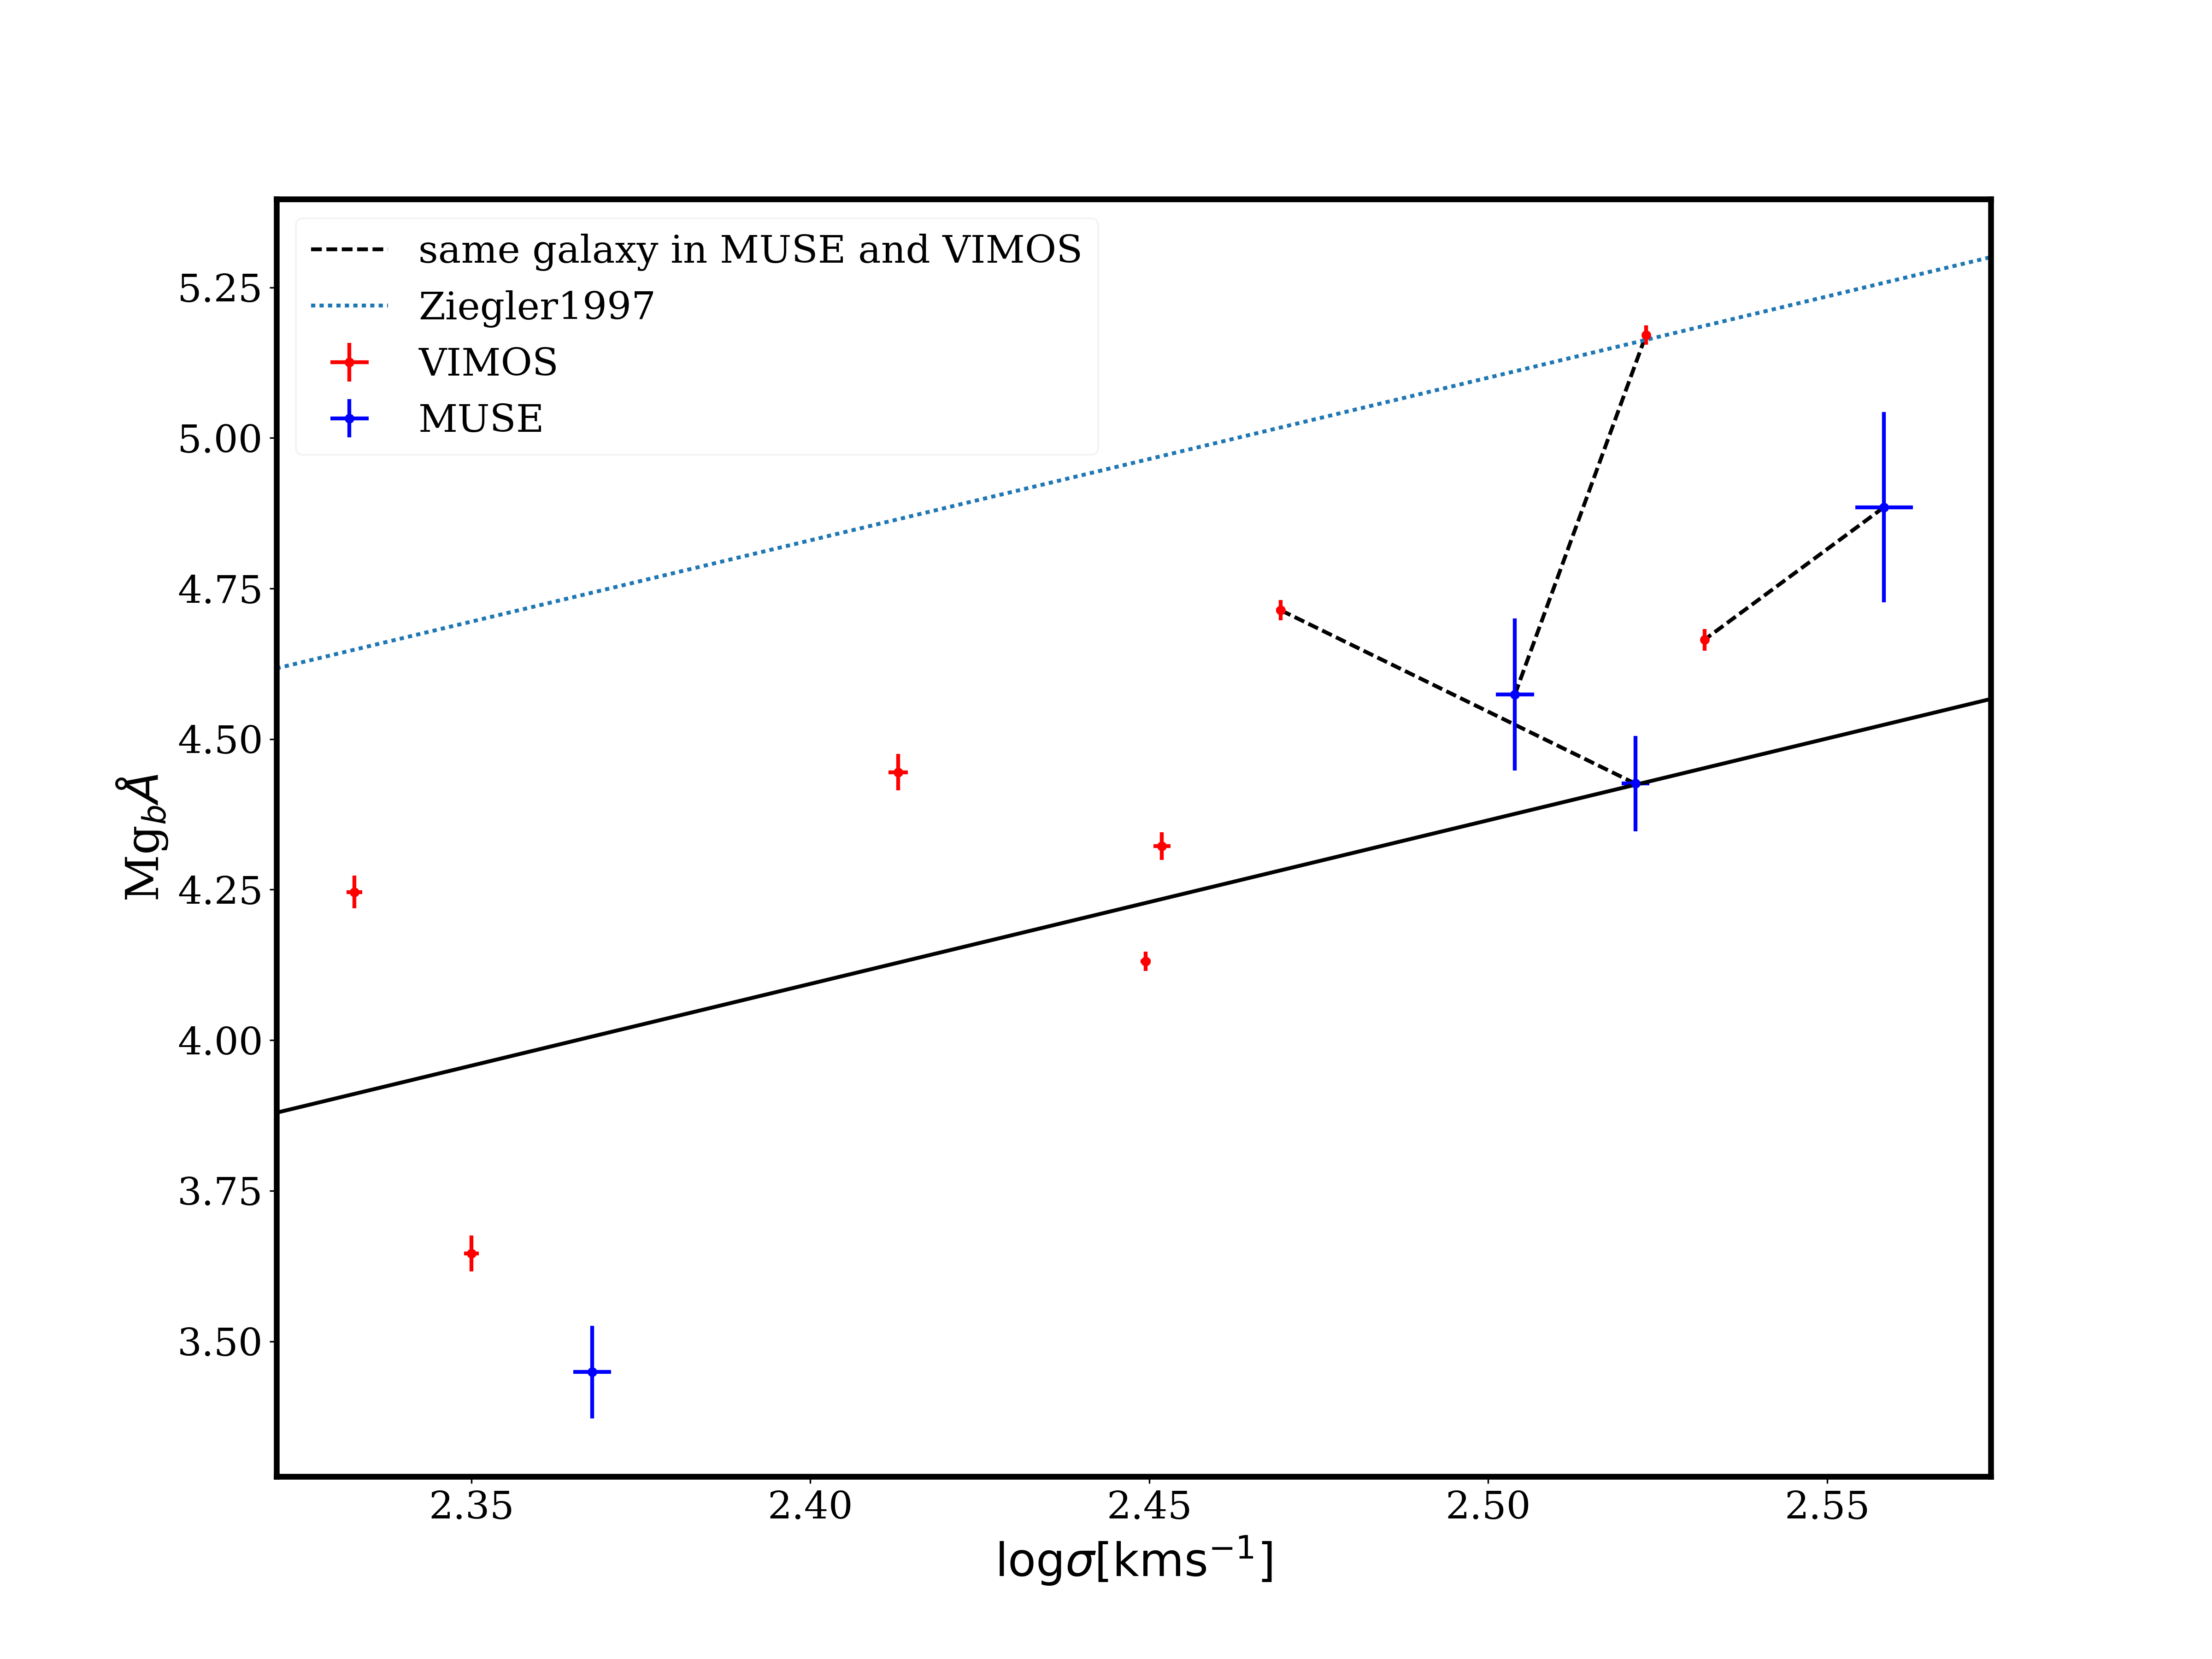 same galaxy in MUSE and VIMOS
Ziegler1997
VIMOS
MUSE
5.25
5.00
4.75
4.50
4.25
4.00
3.75
3.50
Mg_bÅ
2.35 2.40 2.45 2.50 2.55
logσ[kms⁻¹]